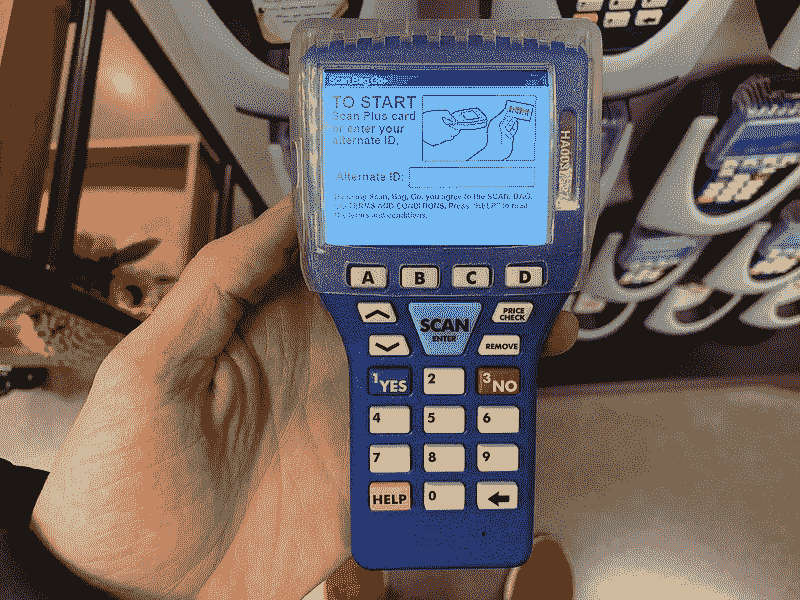 Scan Bag Go
TO START
Scan Plus card
or enter your
alternate ID.
Alternate ID:
By using Scan, Bag, Go, you agree to the SCAN, BAG,
TERMS AND CONDITIONS. Press "HELP" to read
the terms and conditions.
A B C D
SCAN
ENTER
PRICE
CHECK
REMOVE
1 YES 2 3 NO
4 5 6
7 8 9
HELP 0